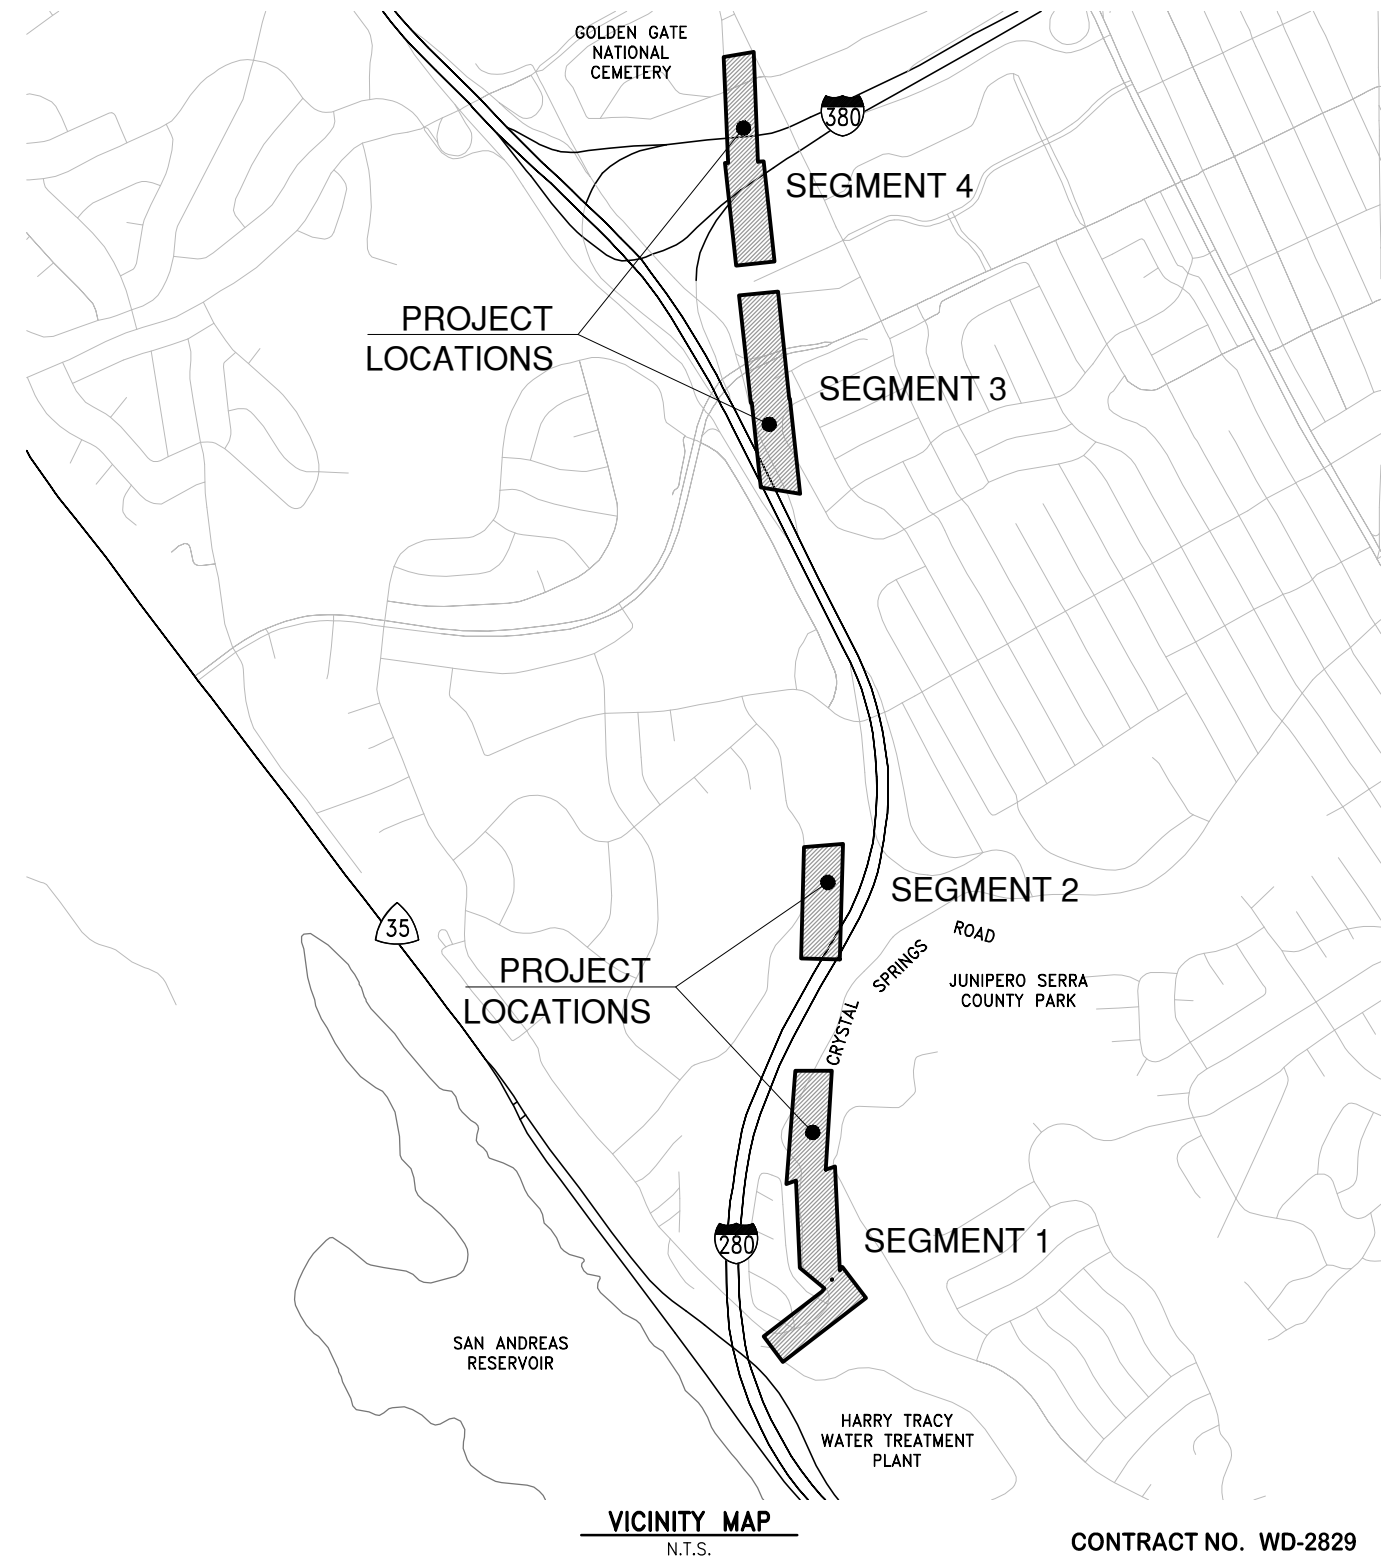 GOLDEN GATE
NATIONAL
CEMETERY
380
SEGMENT 4
PROJECT
LOCATIONS
SEGMENT 3
SEGMENT 2
35
ROAD
SPRINGS
CRYSTAL
PROJECT
LOCATIONS
JUNIPERO SERRA
COUNTY PARK
280
SEGMENT 1
SAN ANDREAS
RESERVOIR
HARRY TRACY
WATER TREATMENT
PLANT
VICINITY MAP
N.T.S.
CONTRACT NO. WD-2829